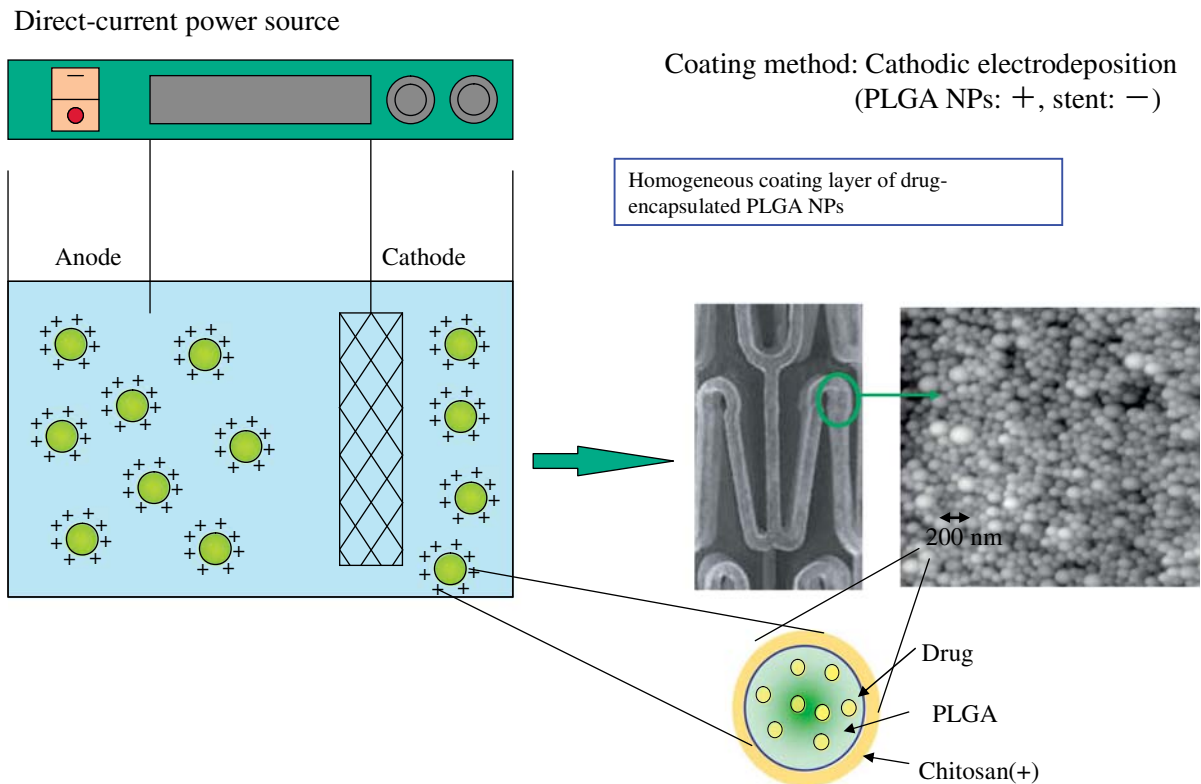 Direct-current power source
Coating method: Cathodic electrodeposition
(PLGA NPs: +, stent: −)
Homogeneous coating layer of drug-
encapsulated PLGA NPs
Anode
Cathode
200 nm
Drug
PLGA
Chitosan(+)